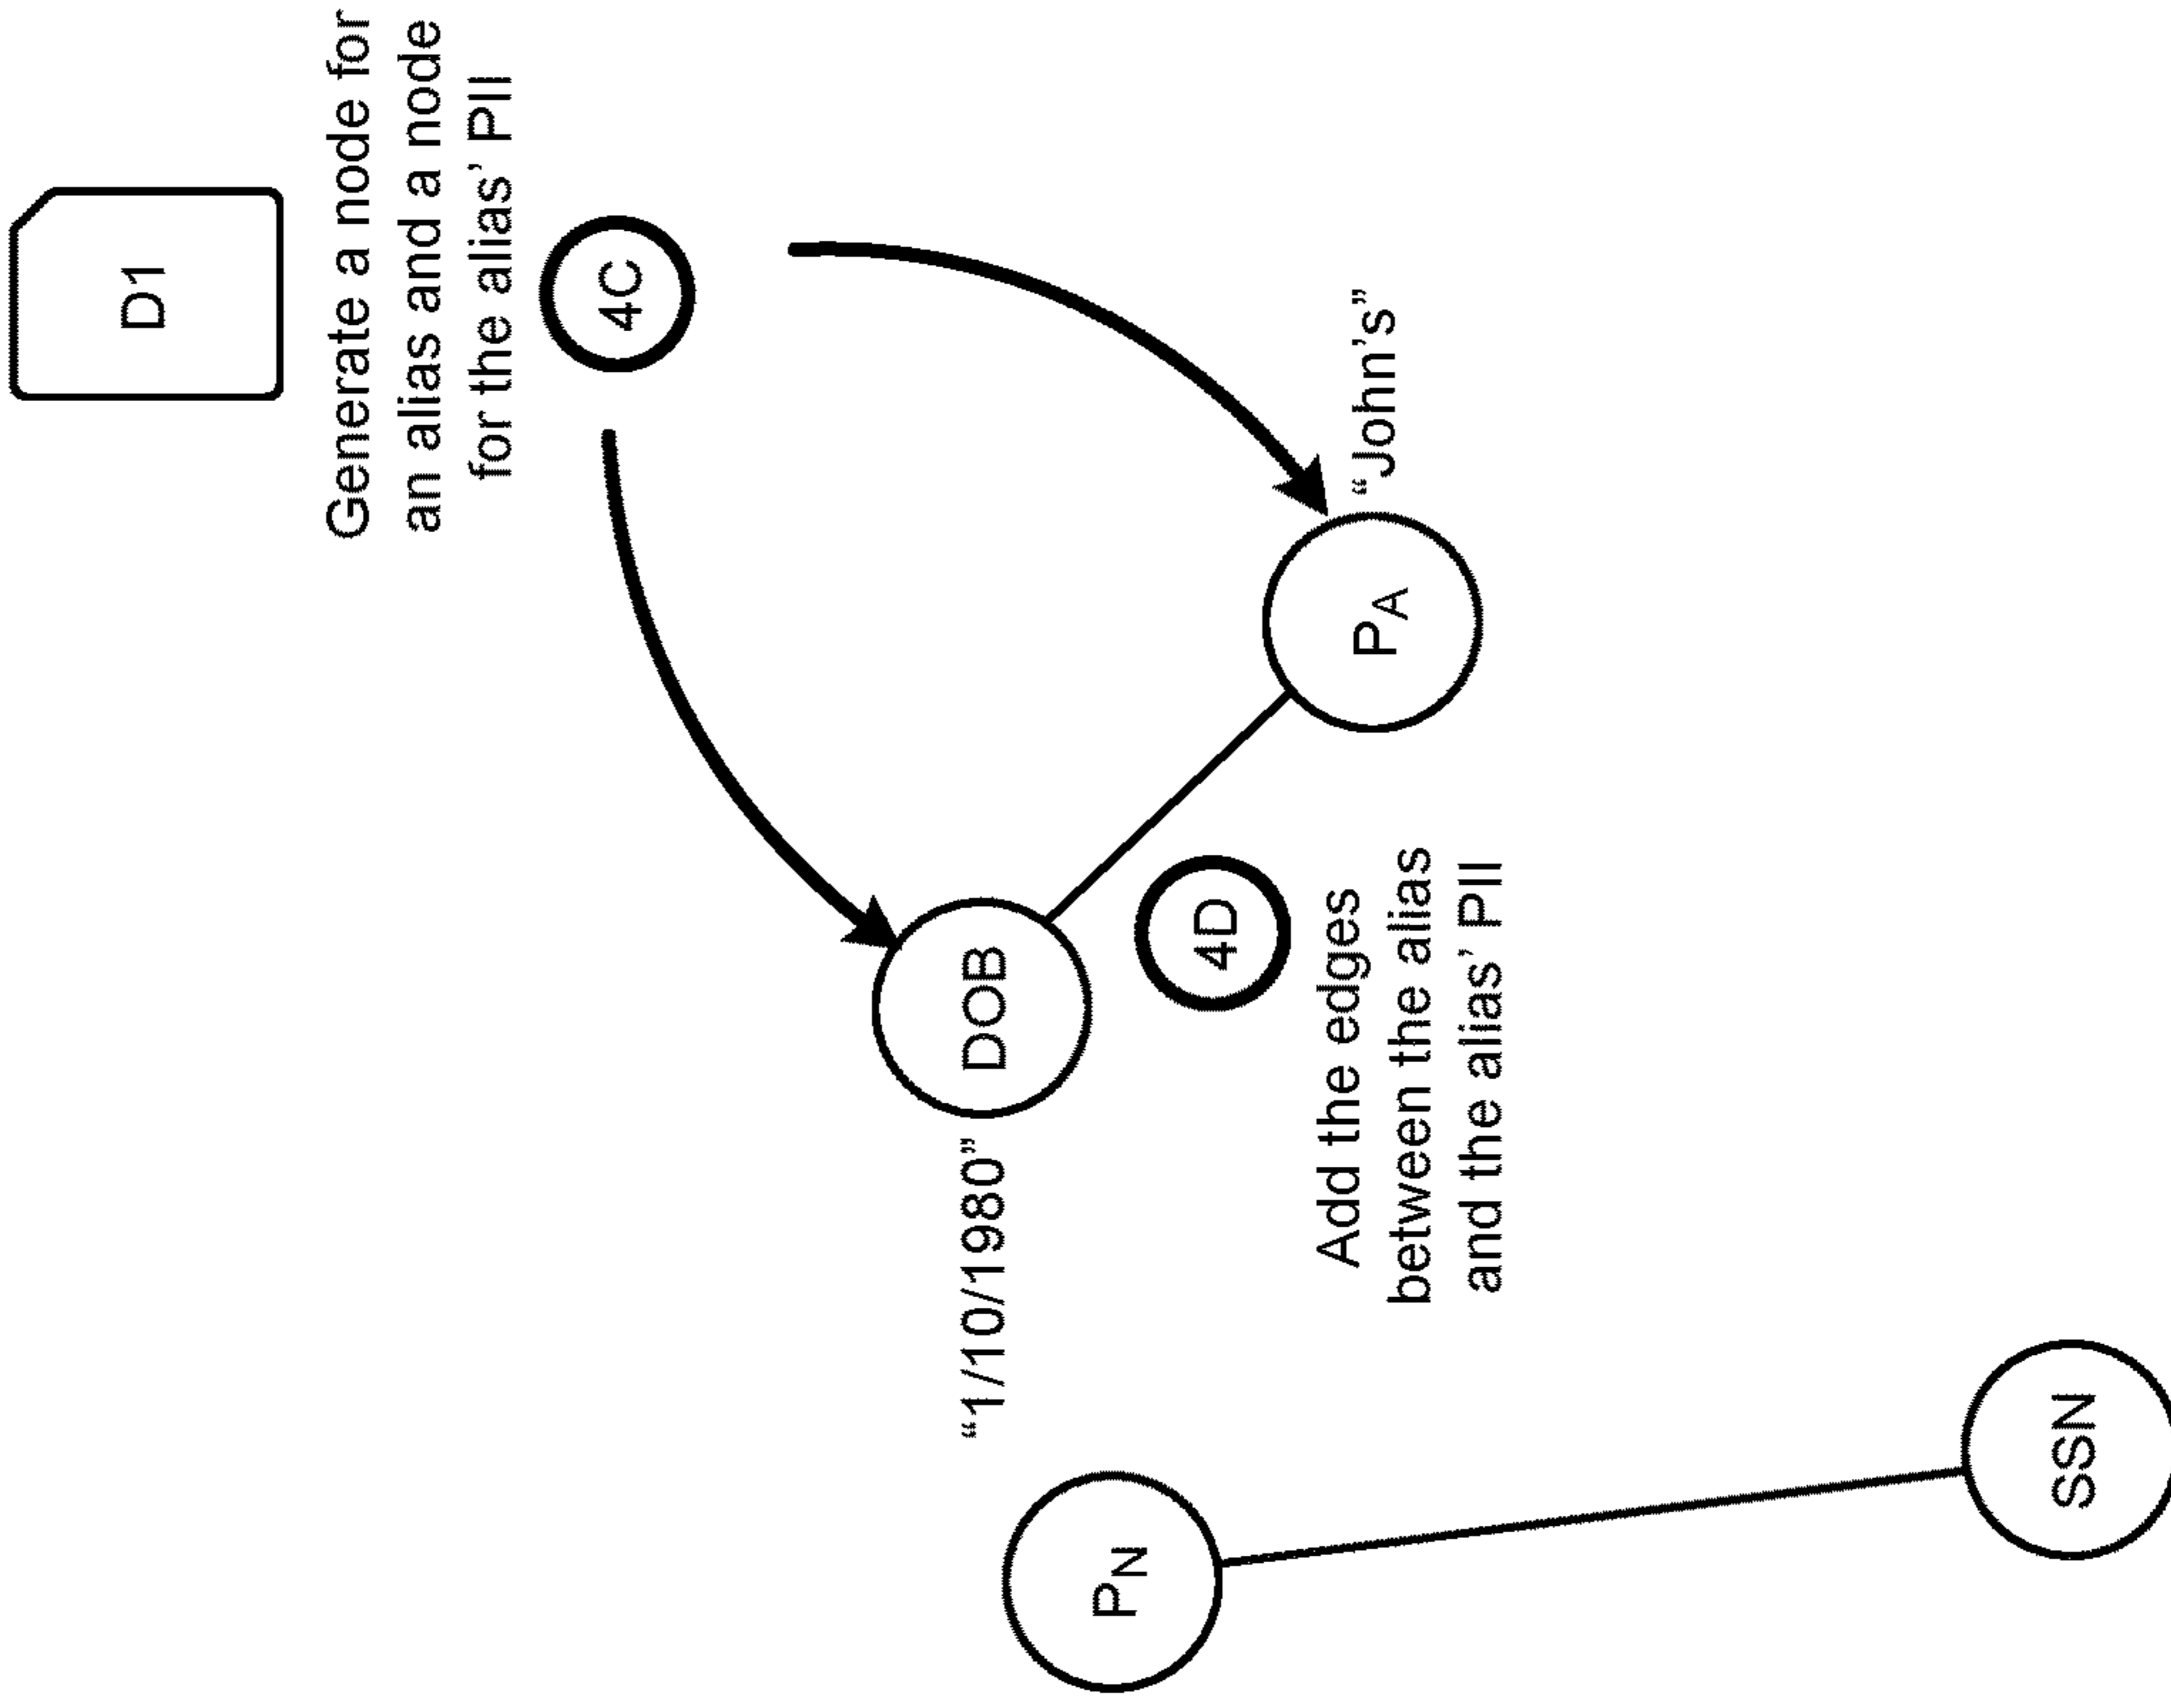 D1
Generate a node for
an alias and a node
for the alias’ PII
4C
“1/10/1980”
DOB
4D
Add the edges
between the alias
and the alias’ PII
PA
“John’s”
PN
SSN